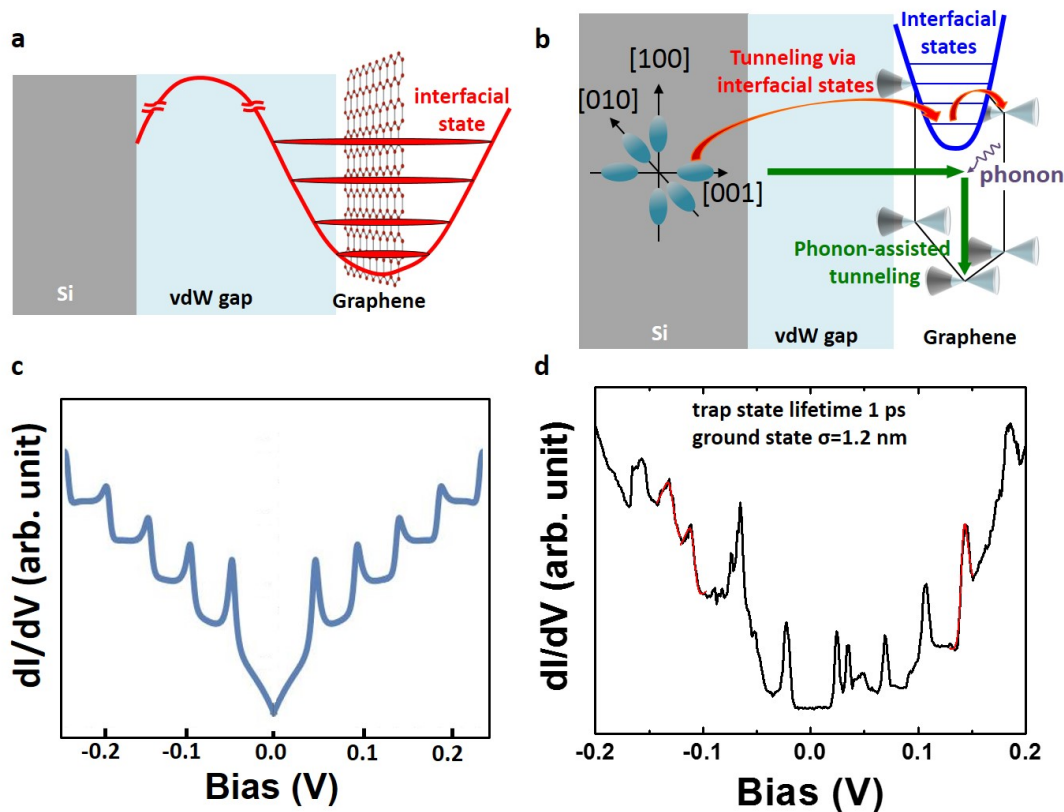 a
interfacial
state
Si
vdW gap
Graphene
b
Interfacial
states
Tunneling via
interfacial states
[100]
[010]
[001]
phonon
Phonon-assisted
tunneling
Si
vdW gap
Graphene
c
dI/dV (arb. unit)
-0.2 -0.1 0.0 0.1 0.2
Bias (V)
d
trap state lifetime 1 ps
ground state σ=1.2 nm
dI/dV (arb. unit)
-0.2 -0.1 0.0 0.1 0.2
Bias (V)